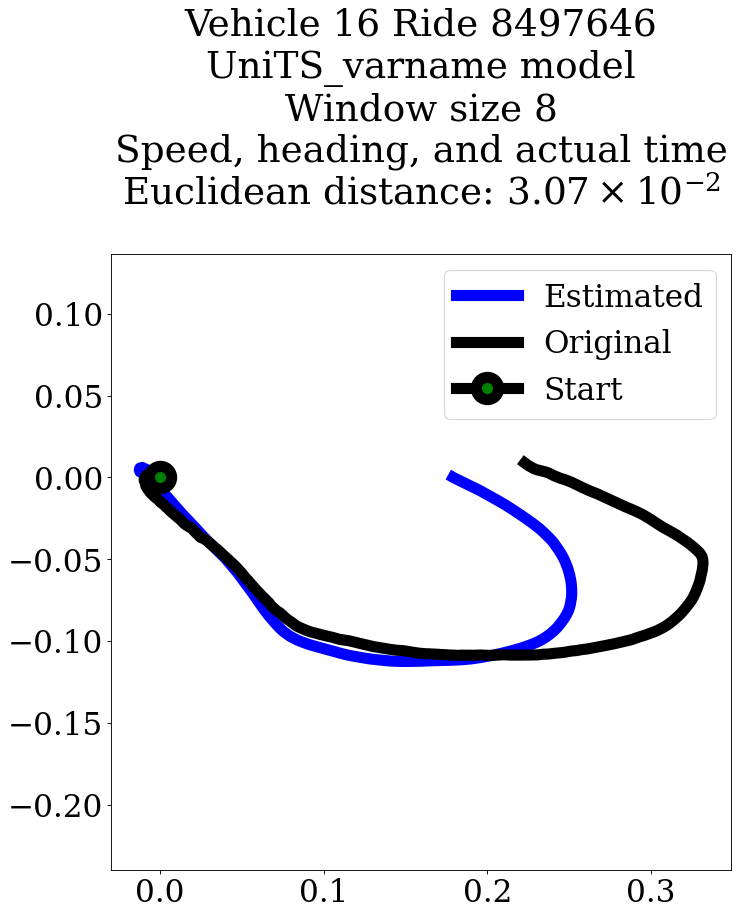 Vehicle 16 Ride 8497646
UniTS_varname model
Window size 8
Speed, heading, and actual time
Euclidean distance: 3.07 × 10⁻²
Estimated
Original
Start
0.10
0.05
0.00
−0.05
−0.10
−0.15
−0.20
0.0 0.1 0.2 0.3